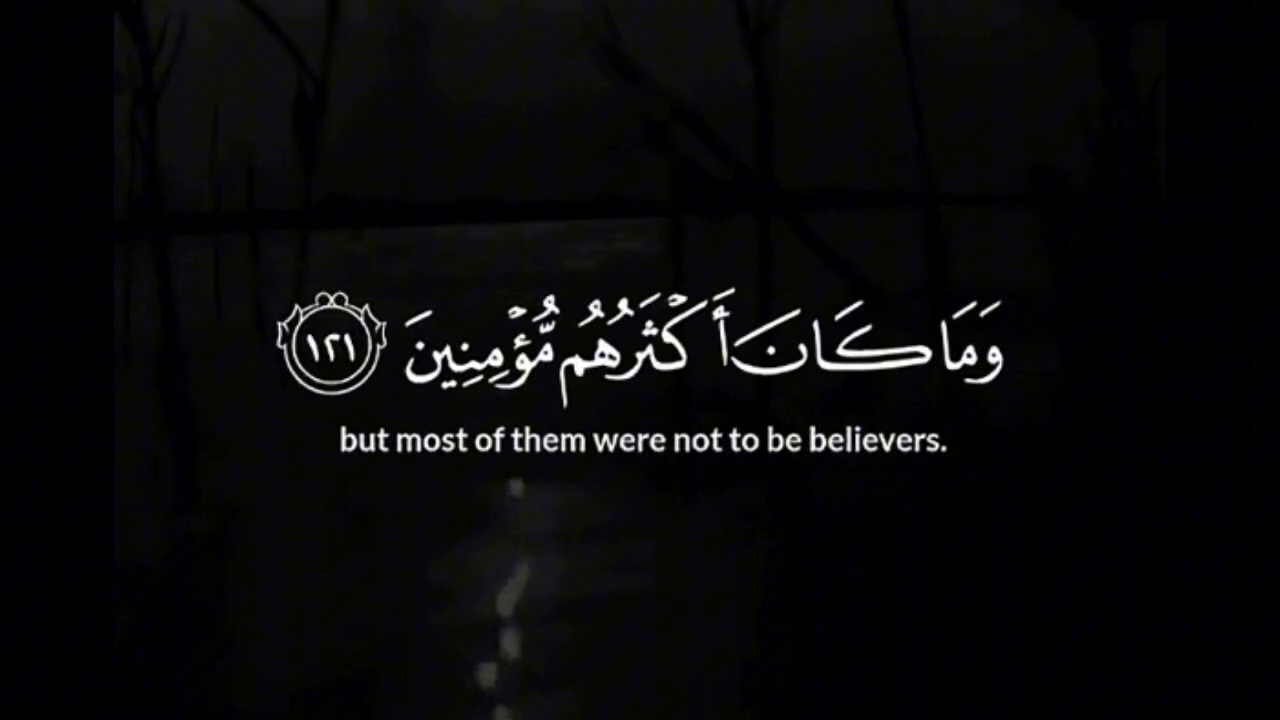 وَمَا كَانَ أَكْثَرُهُم مُّؤْمِنِينَ ١٢١
but most of them were not to be believers.